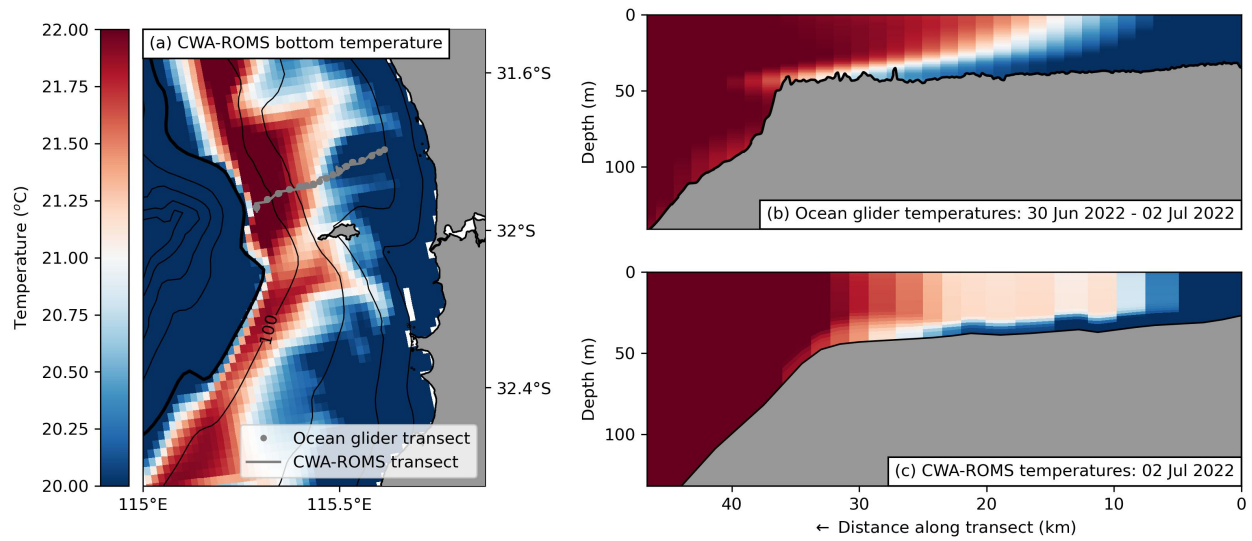 (a) CWA-ROMS bottom temperature
22.00
21.75
21.50
21.25
21.00
20.75
20.50
20.25
20.00
Temperature (°C)
31.6°S
32°S
32.4°S
100
Ocean glider transect
CWA-ROMS transect
115°E
115.5°E
0
50
100
Depth (m)
(b) Ocean glider temperatures: 30 Jun 2022 - 02 Jul 2022
0
50
100
Depth (m)
(c) CWA-ROMS temperatures: 02 Jul 2022
40
30
20
10
0
← Distance along transect (km)